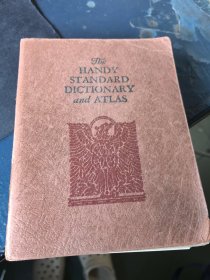 The
HANDY
STANDARD
DICTIONARY
and ATLAS